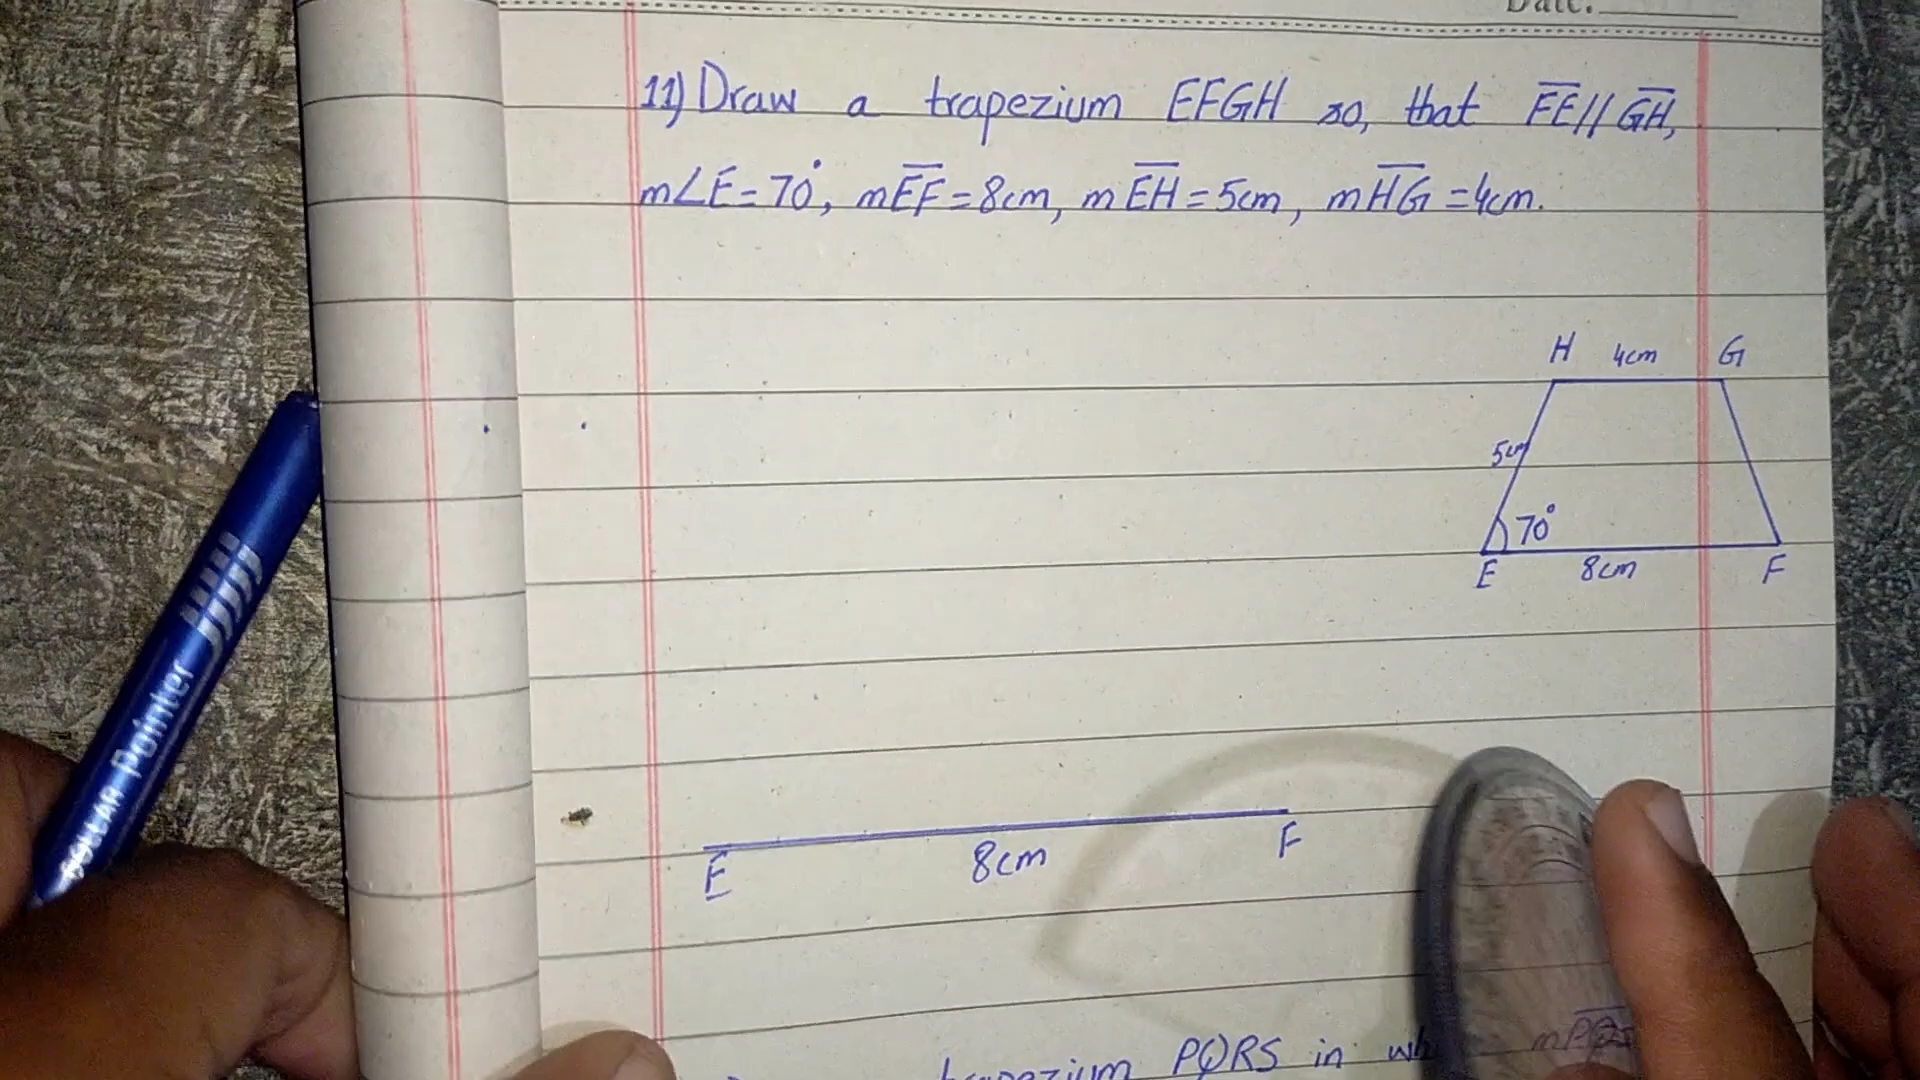 Date:
11) Draw a trapezium EFGH so, that FE//GH,
m∠E=70°, mEF=8cm, mEH=5cm, mHG=4cm.
H 4cm G
5cm
70°
E 8cm F
E 8cm F
trapezium PQRS in
DOLLAR Pointer